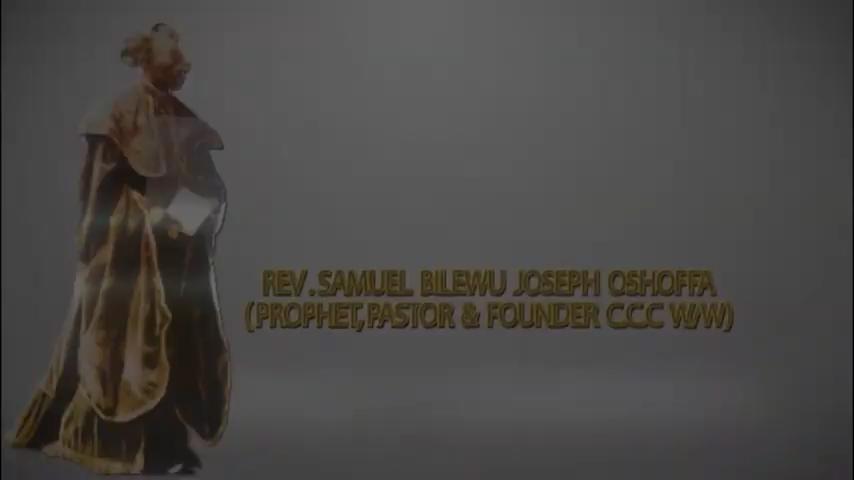 REV. SAMUEL BILEWU JOSEPH OSHOFFA
(PROPHET, PASTOR & FOUNDER C.C.C W/W)